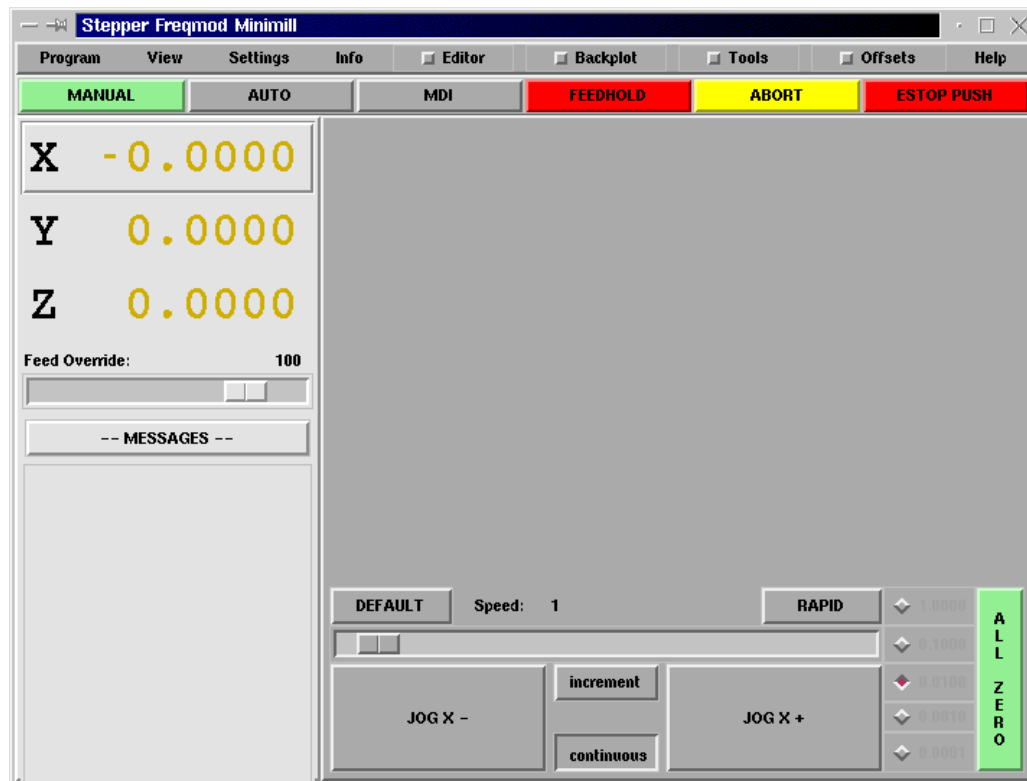 Stepper Freqmod Minimill
Program View Settings Info Editor Backplot Tools Offsets Help
MANUAL AUTO MDI FEEDHOLD ABORT ESTOP PUSH
X -0.0000
Y 0.0000
Z 0.0000
Feed Override: 100
-- MESSAGES --
DEFAULT Speed: 1 RAPID
1.0000
0.1000
0.0100
0.0010
0.0001
JOG X -
increment
continuous
JOG X +
ALL ZERO